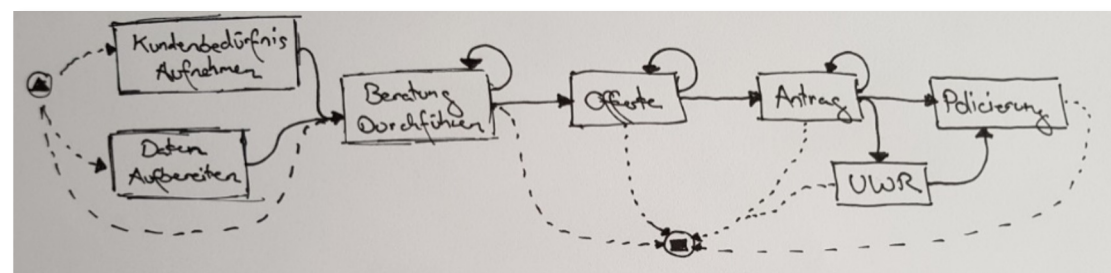 Kundenbedürfnis
Aufnehmen
Daten
Aufbereiten
Beratung
Durchführen
Offerte
Antrag
Policierung
UWR